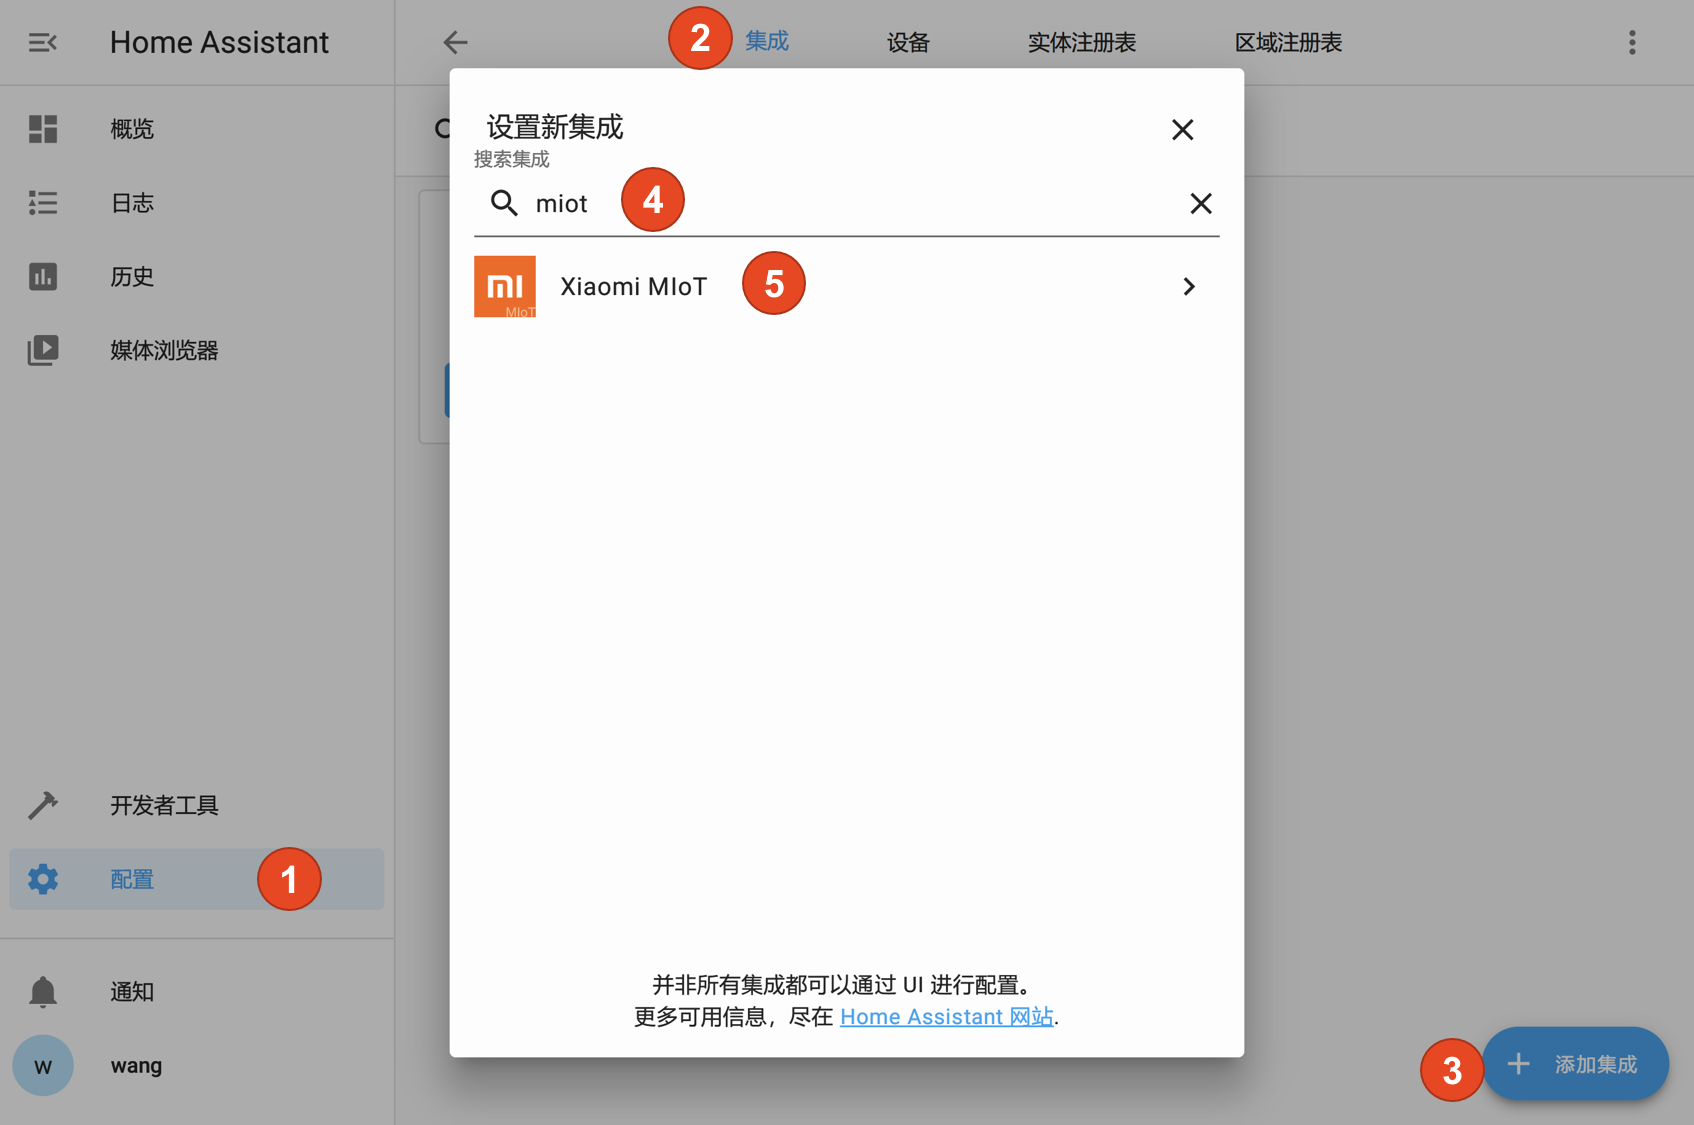 Home Assistant
概览
日志
历史
媒体浏览器
开发者工具
配置
1
通知
w
wang
2
集成
设备
实体注册表
区域注册表
设置新集成
搜索集成
miot
4
MIoT
Xiaomi MIoT
5
并非所有集成都可以通过 UI 进行配置。
更多可用信息，尽在 Home Assistant 网站.
3
添加集成